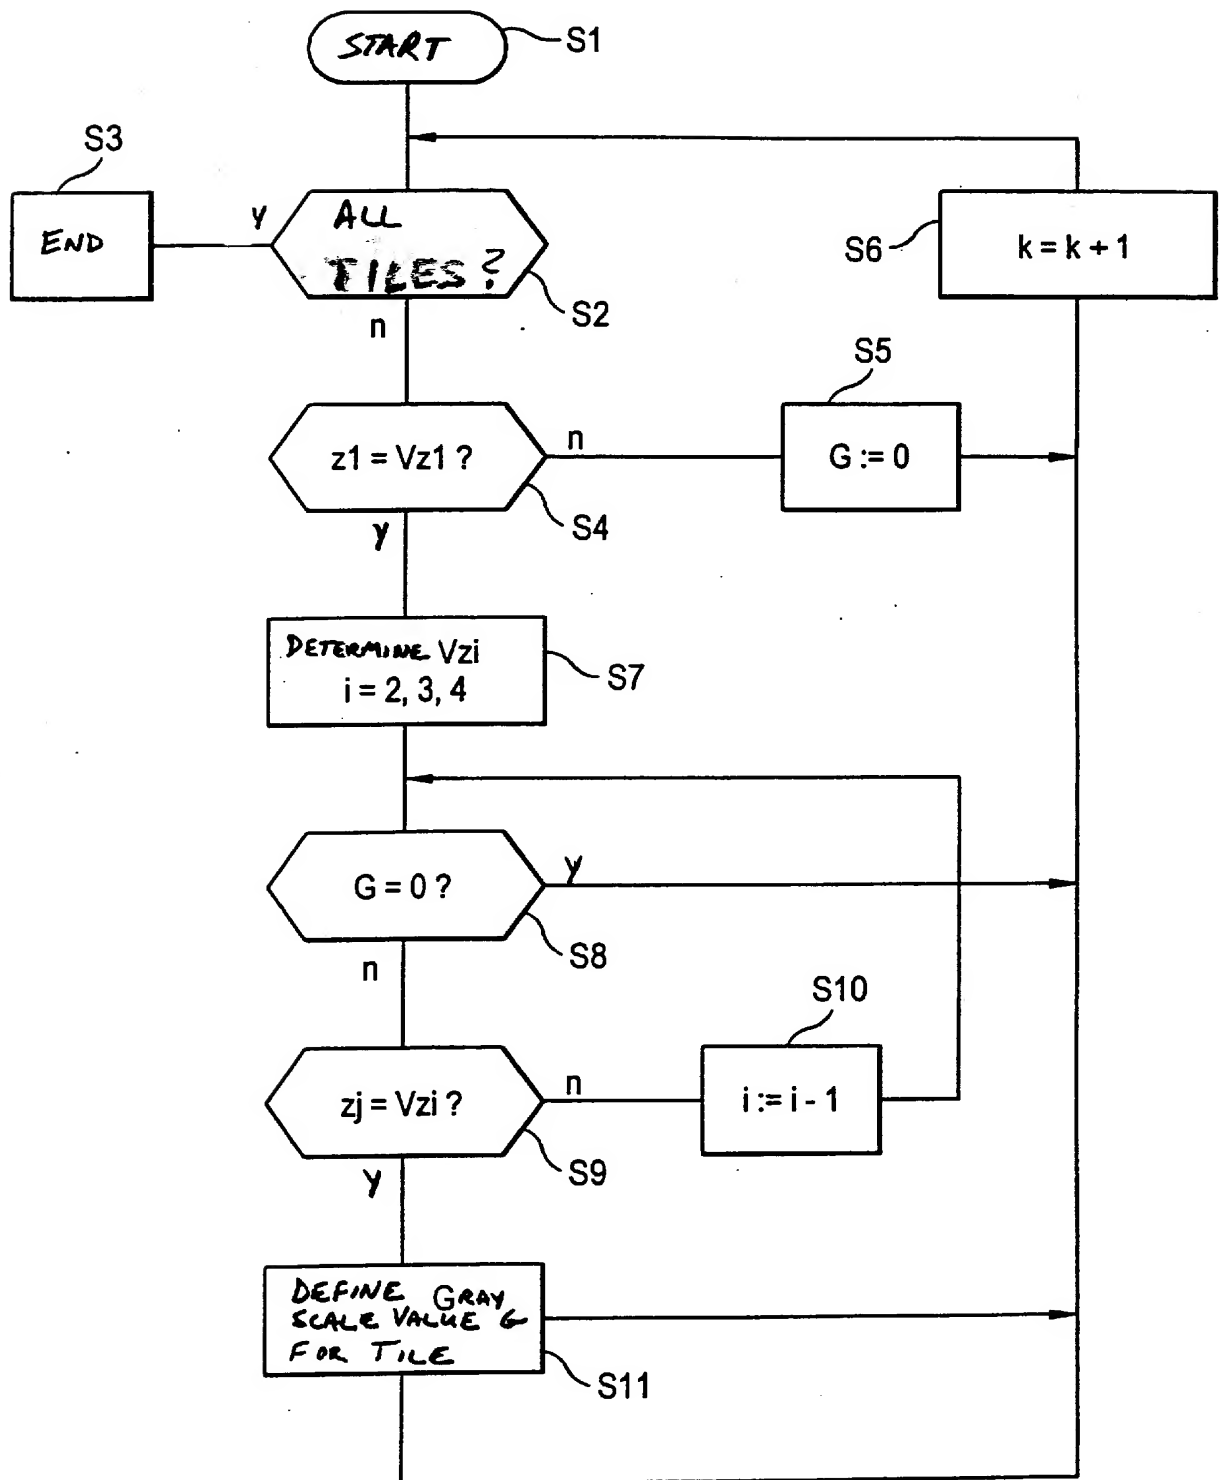 START
S1
S3
END
y
ALL
TILES?
S2
n
S6
k = k + 1
z1 = Vz1 ?
n
S5
G := 0
S4
y
DETERMINE Vzi
i = 2, 3, 4
S7
G = 0 ?
y
S8
n
S10
zj = Vzi ?
n
i := i - 1
S9
y
DEFINE GRAY
SCALE VALUE G
FOR TILE
S11